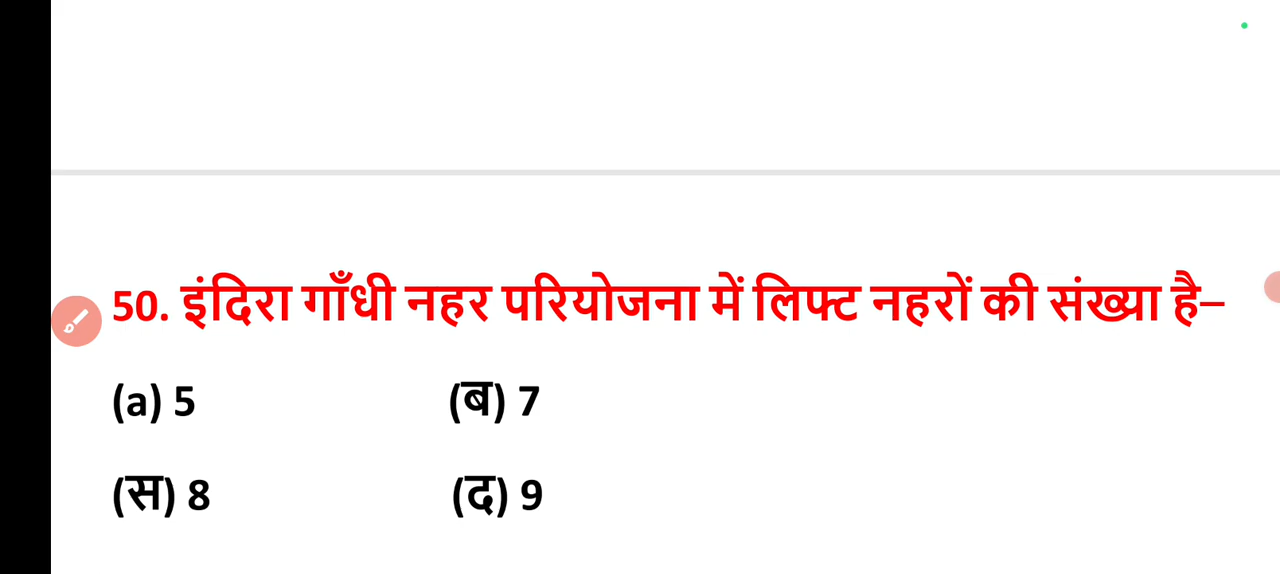 50. इंदिरा गाँधी नहर परियोजना में लिफ्ट नहरों की संख्या है–
(a) 5 (ब) 7
(स) 8 (द) 9